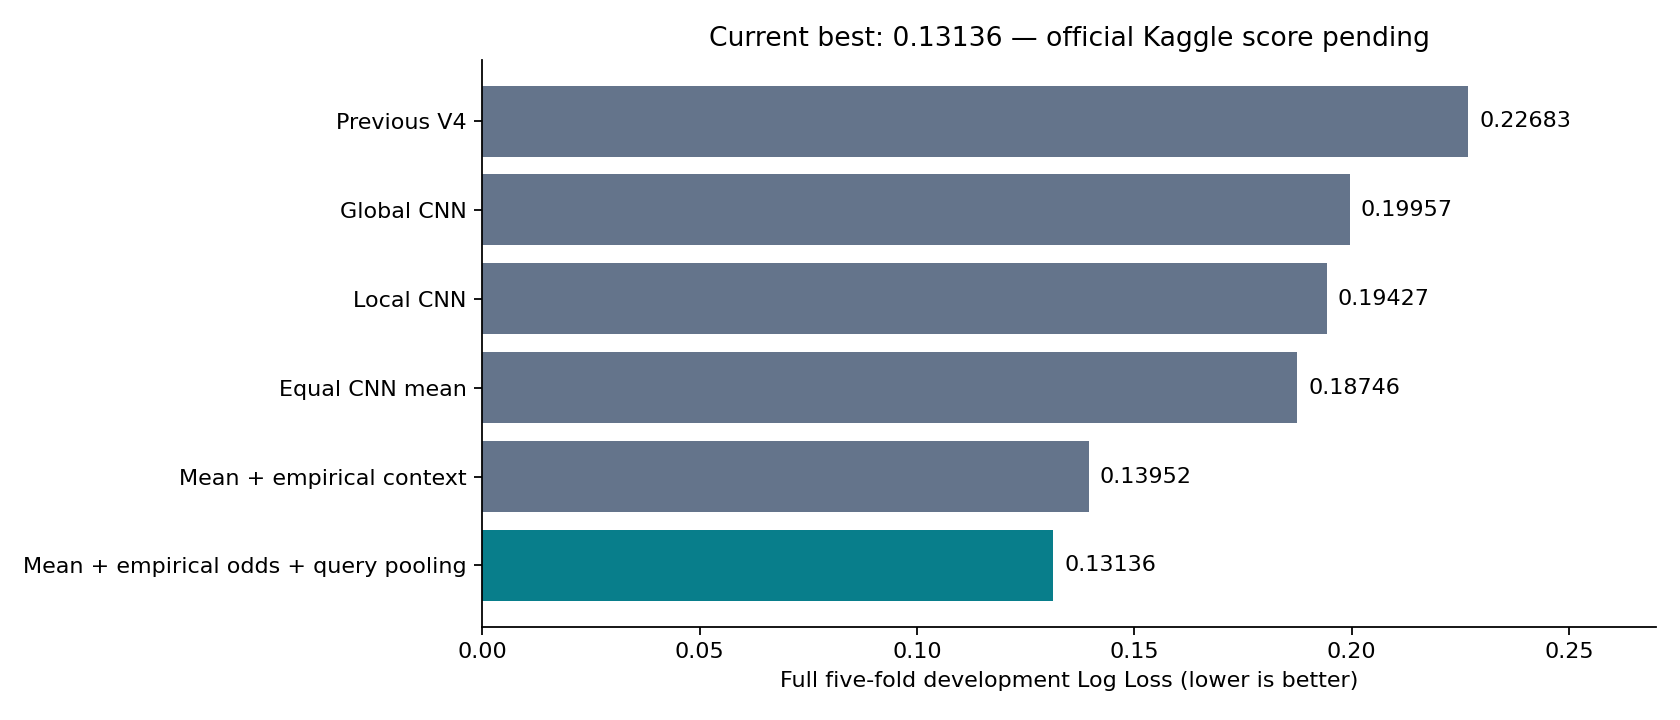 Current best: 0.13136 — official Kaggle score pending
Previous V4
0.22683
Global CNN
0.19957
Local CNN
0.19427
Equal CNN mean
0.18746
Mean + empirical context
0.13952
Mean + empirical odds + query pooling
0.13136
0.00 0.05 0.10 0.15 0.20 0.25
Full five-fold development Log Loss (lower is better)